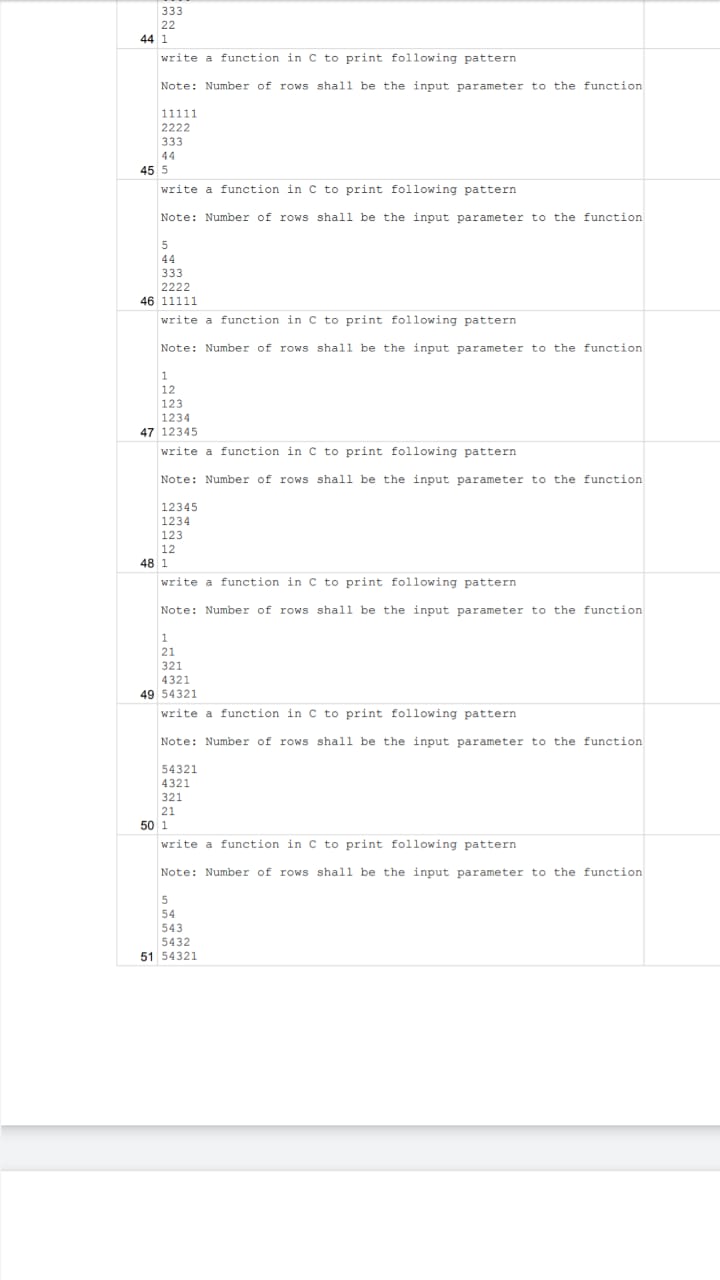 333
22
44 1
write a function in C to print following pattern
Note: Number of rows shall be the input parameter to the function
11111
2222
333
44
45 5
write a function in C to print following pattern
Note: Number of rows shall be the input parameter to the function
5
44
333
2222
46 11111
write a function in C to print following pattern
Note: Number of rows shall be the input parameter to the function
1
12
123
1234
47 12345
write a function in C to print following pattern
Note: Number of rows shall be the input parameter to the function
12345
1234
123
12
48 1
write a function in C to print following pattern
Note: Number of rows shall be the input parameter to the function
1
21
321
4321
49 54321
write a function in C to print following pattern
Note: Number of rows shall be the input parameter to the function
54321
4321
321
21
50 1
write a function in C to print following pattern
Note: Number of rows shall be the input parameter to the function
5
54
543
5432
51 54321